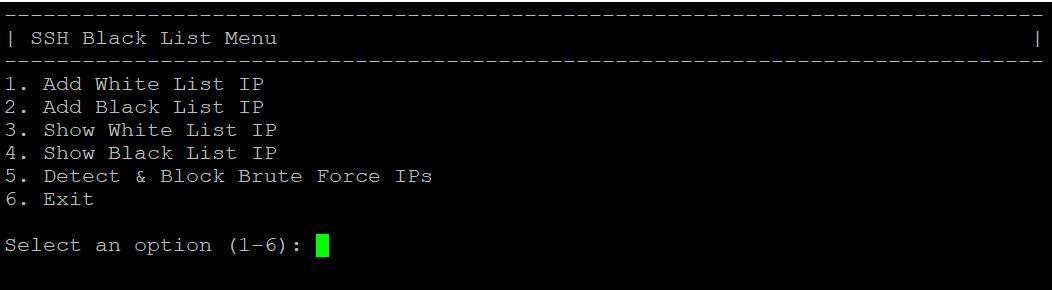 --------------------------------------------------------------------------------
| SSH Black List Menu                                                          |
--------------------------------------------------------------------------------
1. Add White List IP
2. Add Black List IP
3. Show White List IP
4. Show Black List IP
5. Detect & Block Brute Force IPs
6. Exit
Select an option (1-6):